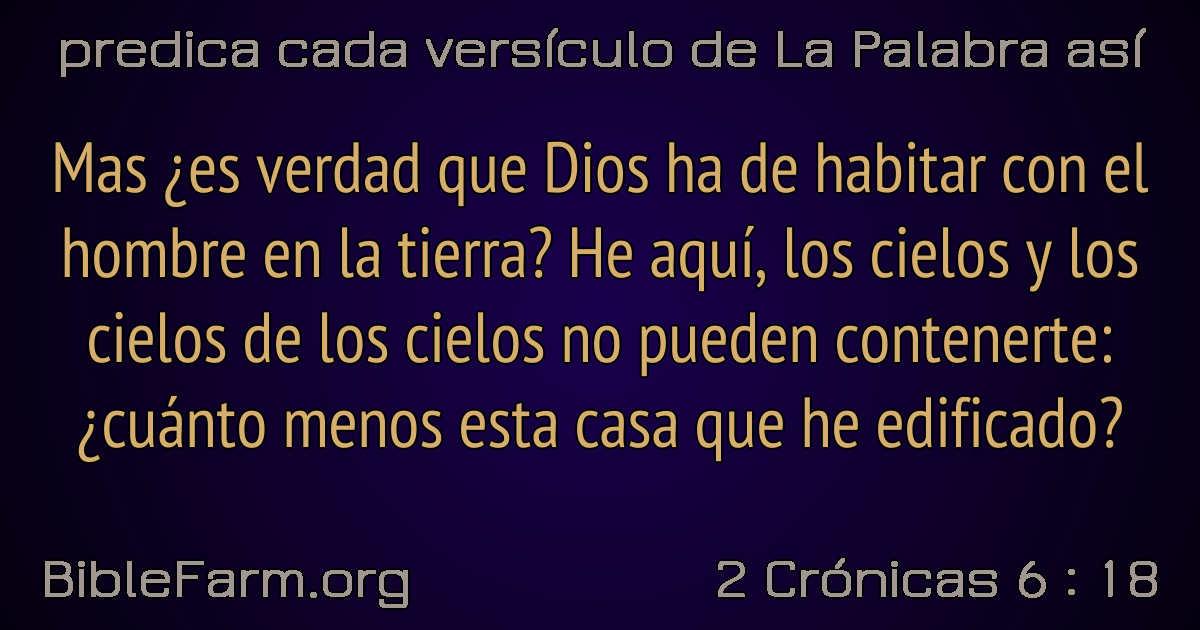 predica cada versículo de La Palabra así
Mas ¿es verdad que Dios ha de habitar con el
hombre en la tierra? He aquí, los cielos y los
cielos de los cielos no pueden contenerte:
¿cuánto menos esta casa que he edificado?
BibleFarm.org
2 Crónicas 6 : 18